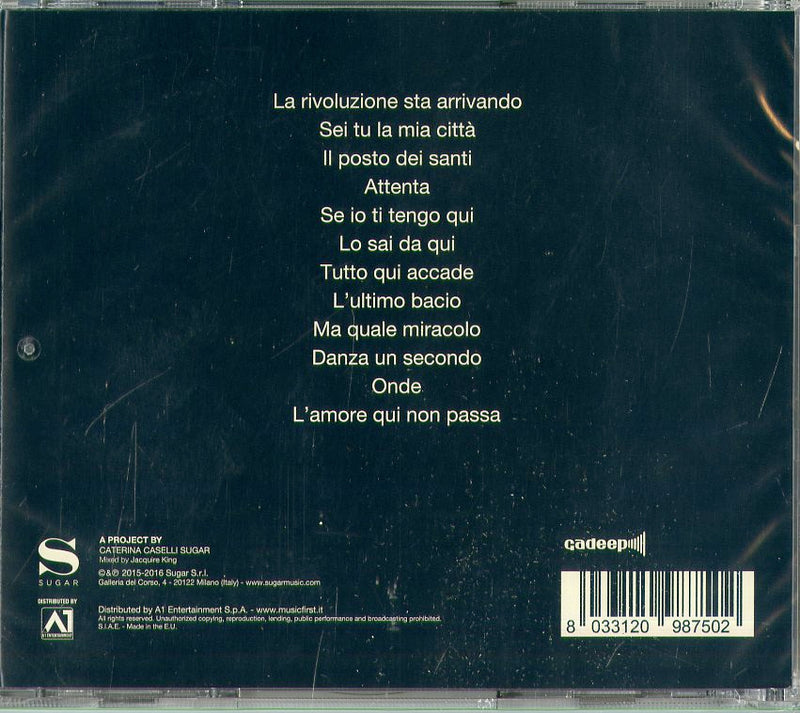 La rivoluzione sta arrivando
Sei tu la mia città
Il posto dei santi
Attenta
Se io ti tengo qui
Lo sai da qui
Tutto qui accade
L'ultimo bacio
Ma quale miracolo
Danza un secondo
Onde
L'amore qui non passa
S
SUGAR
A PROJECT BY
CATERINA CASELLI SUGAR
Mixed by Jacquire King
©&℗ 2015-2016 Sugar S.r.l.
Galleria del Corso, 4 - 20122 Milano (Italy) - www.sugarmusic.com
DISTRIBUTED BY
A1
A1 ENTERTAINMENT
Distributed by A1 Entertainment S.p.A. - www.musicfirst.it
All rights reserved. Unauthorized copying, reproduction, lending, public performance and broadcasting prohibited.
S.I.A.E. - Made in the E.U.
cadeep
8 033120 987502